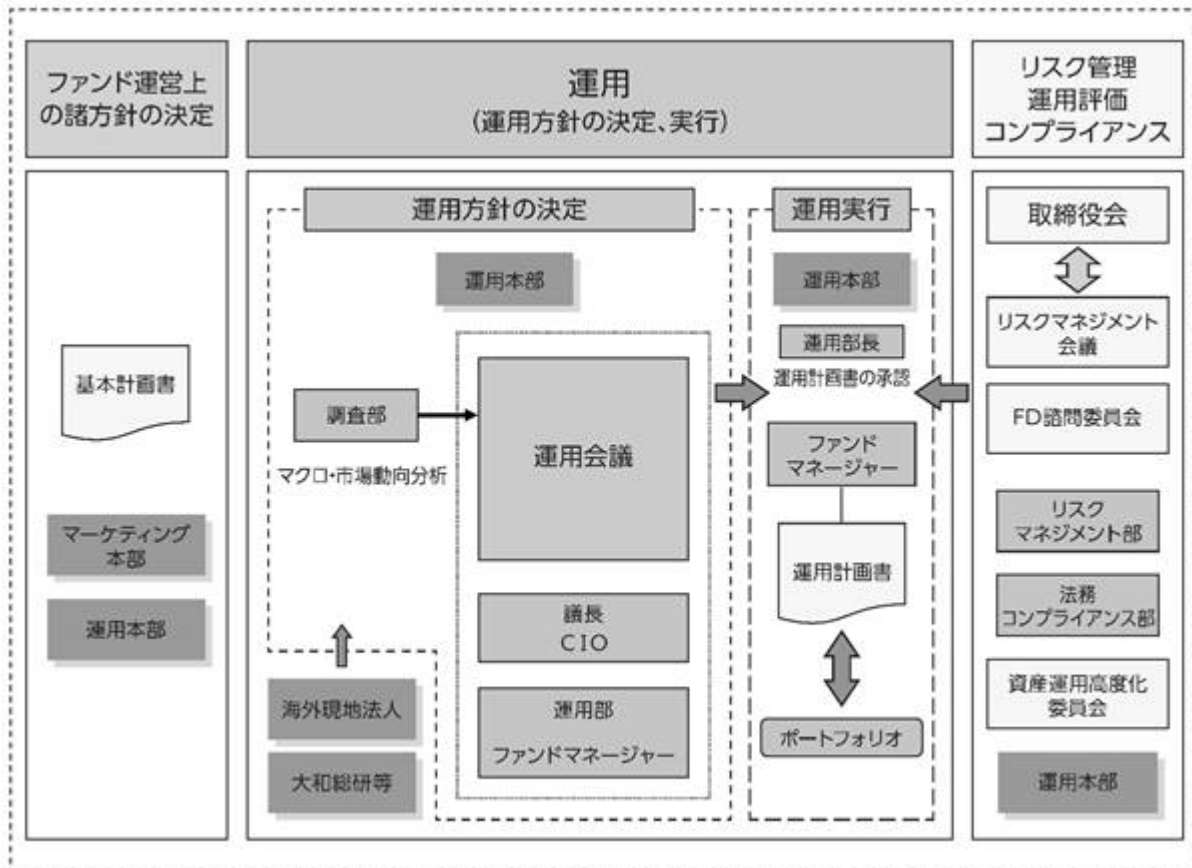 ファンド運営上
の諸方針の決定
運用
(運用方針の決定、実行)
リスク管理
運用評価
コンプライアンス
基本計画書
マーケティング
本部
運用本部
運用方針の決定
運用本部
調査部
マクロ・市場動向分析
運用会議
議長
CIO
運用部
ファンドマネージャー
海外現地法人
大和総研等
運用実行
運用本部
運用部長
運用計画書の承認
ファンド
マネージャー
運用計画書
ポートフォリオ
取締役会
リスクマネジメント
会議
FD諮問委員会
リスク
マネジメント部
法務
コンプライアンス部
資産運用高度化
委員会
運用本部